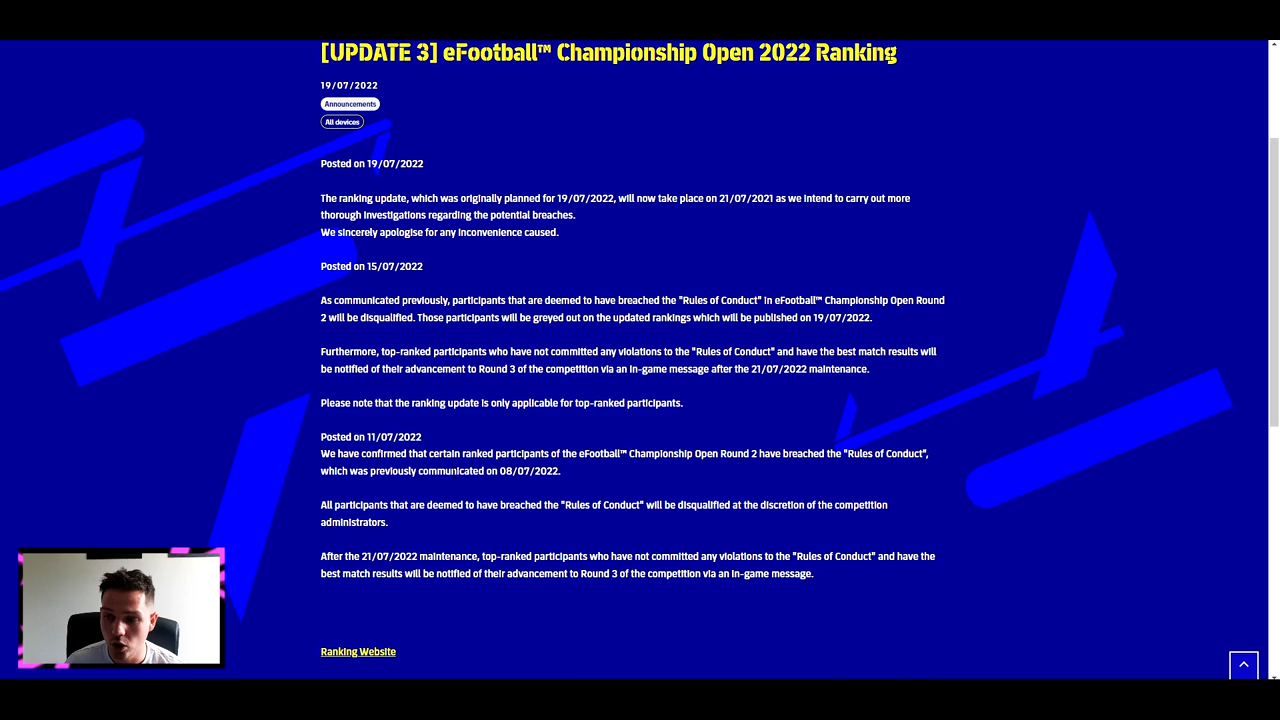 [UPDATE 3] eFootball™ Championship Open 2022 Ranking
19/07/2022
Announcements
All devices
Posted on 19/07/2022
The ranking update, which was originally planned for 19/07/2022, will now take place on 21/07/2021 as we intend to carry out more
thorough investigations regarding the potential breaches.
We sincerely apologise for any inconvenience caused.
Posted on 15/07/2022
As communicated previously, participants that are deemed to have breached the "Rules of Conduct" in eFootball™ Championship Open Round
2 will be disqualified. Those participants will be greyed out on the updated rankings which will be published on 19/07/2022.
Furthermore, top-ranked participants who have not committed any violations to the "Rules of Conduct" and have the best match results will
be notified of their advancement to Round 3 of the competition via an in-game message after the 21/07/2022 maintenance.
Please note that the ranking update is only applicable for top-ranked participants.
Posted on 11/07/2022
We have confirmed that certain ranked participants of the eFootball™ Championship Open Round 2 have breached the "Rules of Conduct",
which was previously communicated on 08/07/2022.
All participants that are deemed to have breached the "Rules of Conduct" will be disqualified at the discretion of the competition
administrators.
After the 21/07/2022 maintenance, top-ranked participants who have not committed any violations to the "Rules of Conduct" and have the
best match results will be notified of their advancement to Round 3 of the competition via an in-game message.
Ranking Website